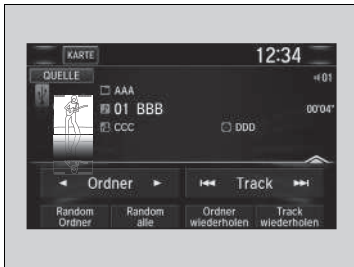 KARTE 12:34
QUELLE 01
AAA
01 BBB 00'04"
CCC DDD
Ordner Track
Random Ordner Random alle Ordner wiederholen Track wiederholen